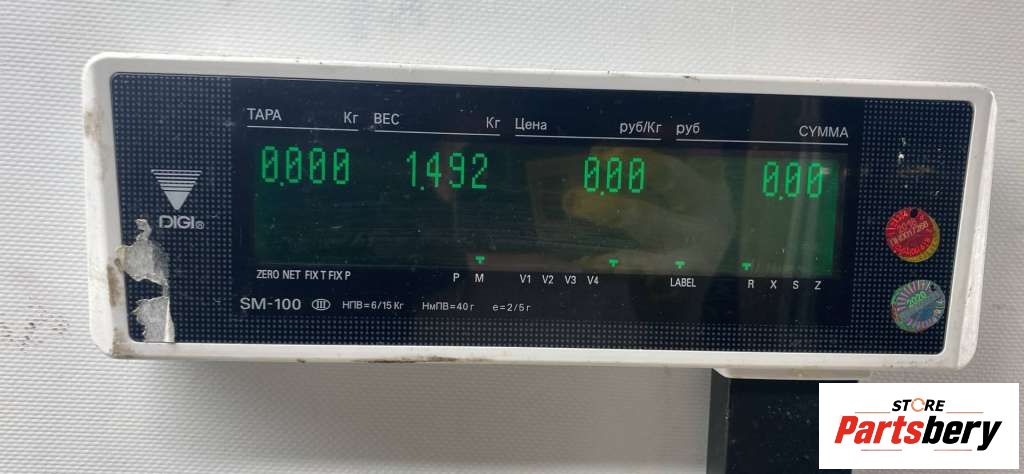 ТАРА Кг ВЕС Кг Цена руб/Кг руб СУММА
0.000 1.492 0.00 0.00
DIGI®
ZERO NET FIX T FIX P P M V1 V2 V3 V4 LABEL R X S Z
SM-100 III НПВ=6/15 Кг НмПВ=40 г e=2/5 г
2020
STORE
Partsbery